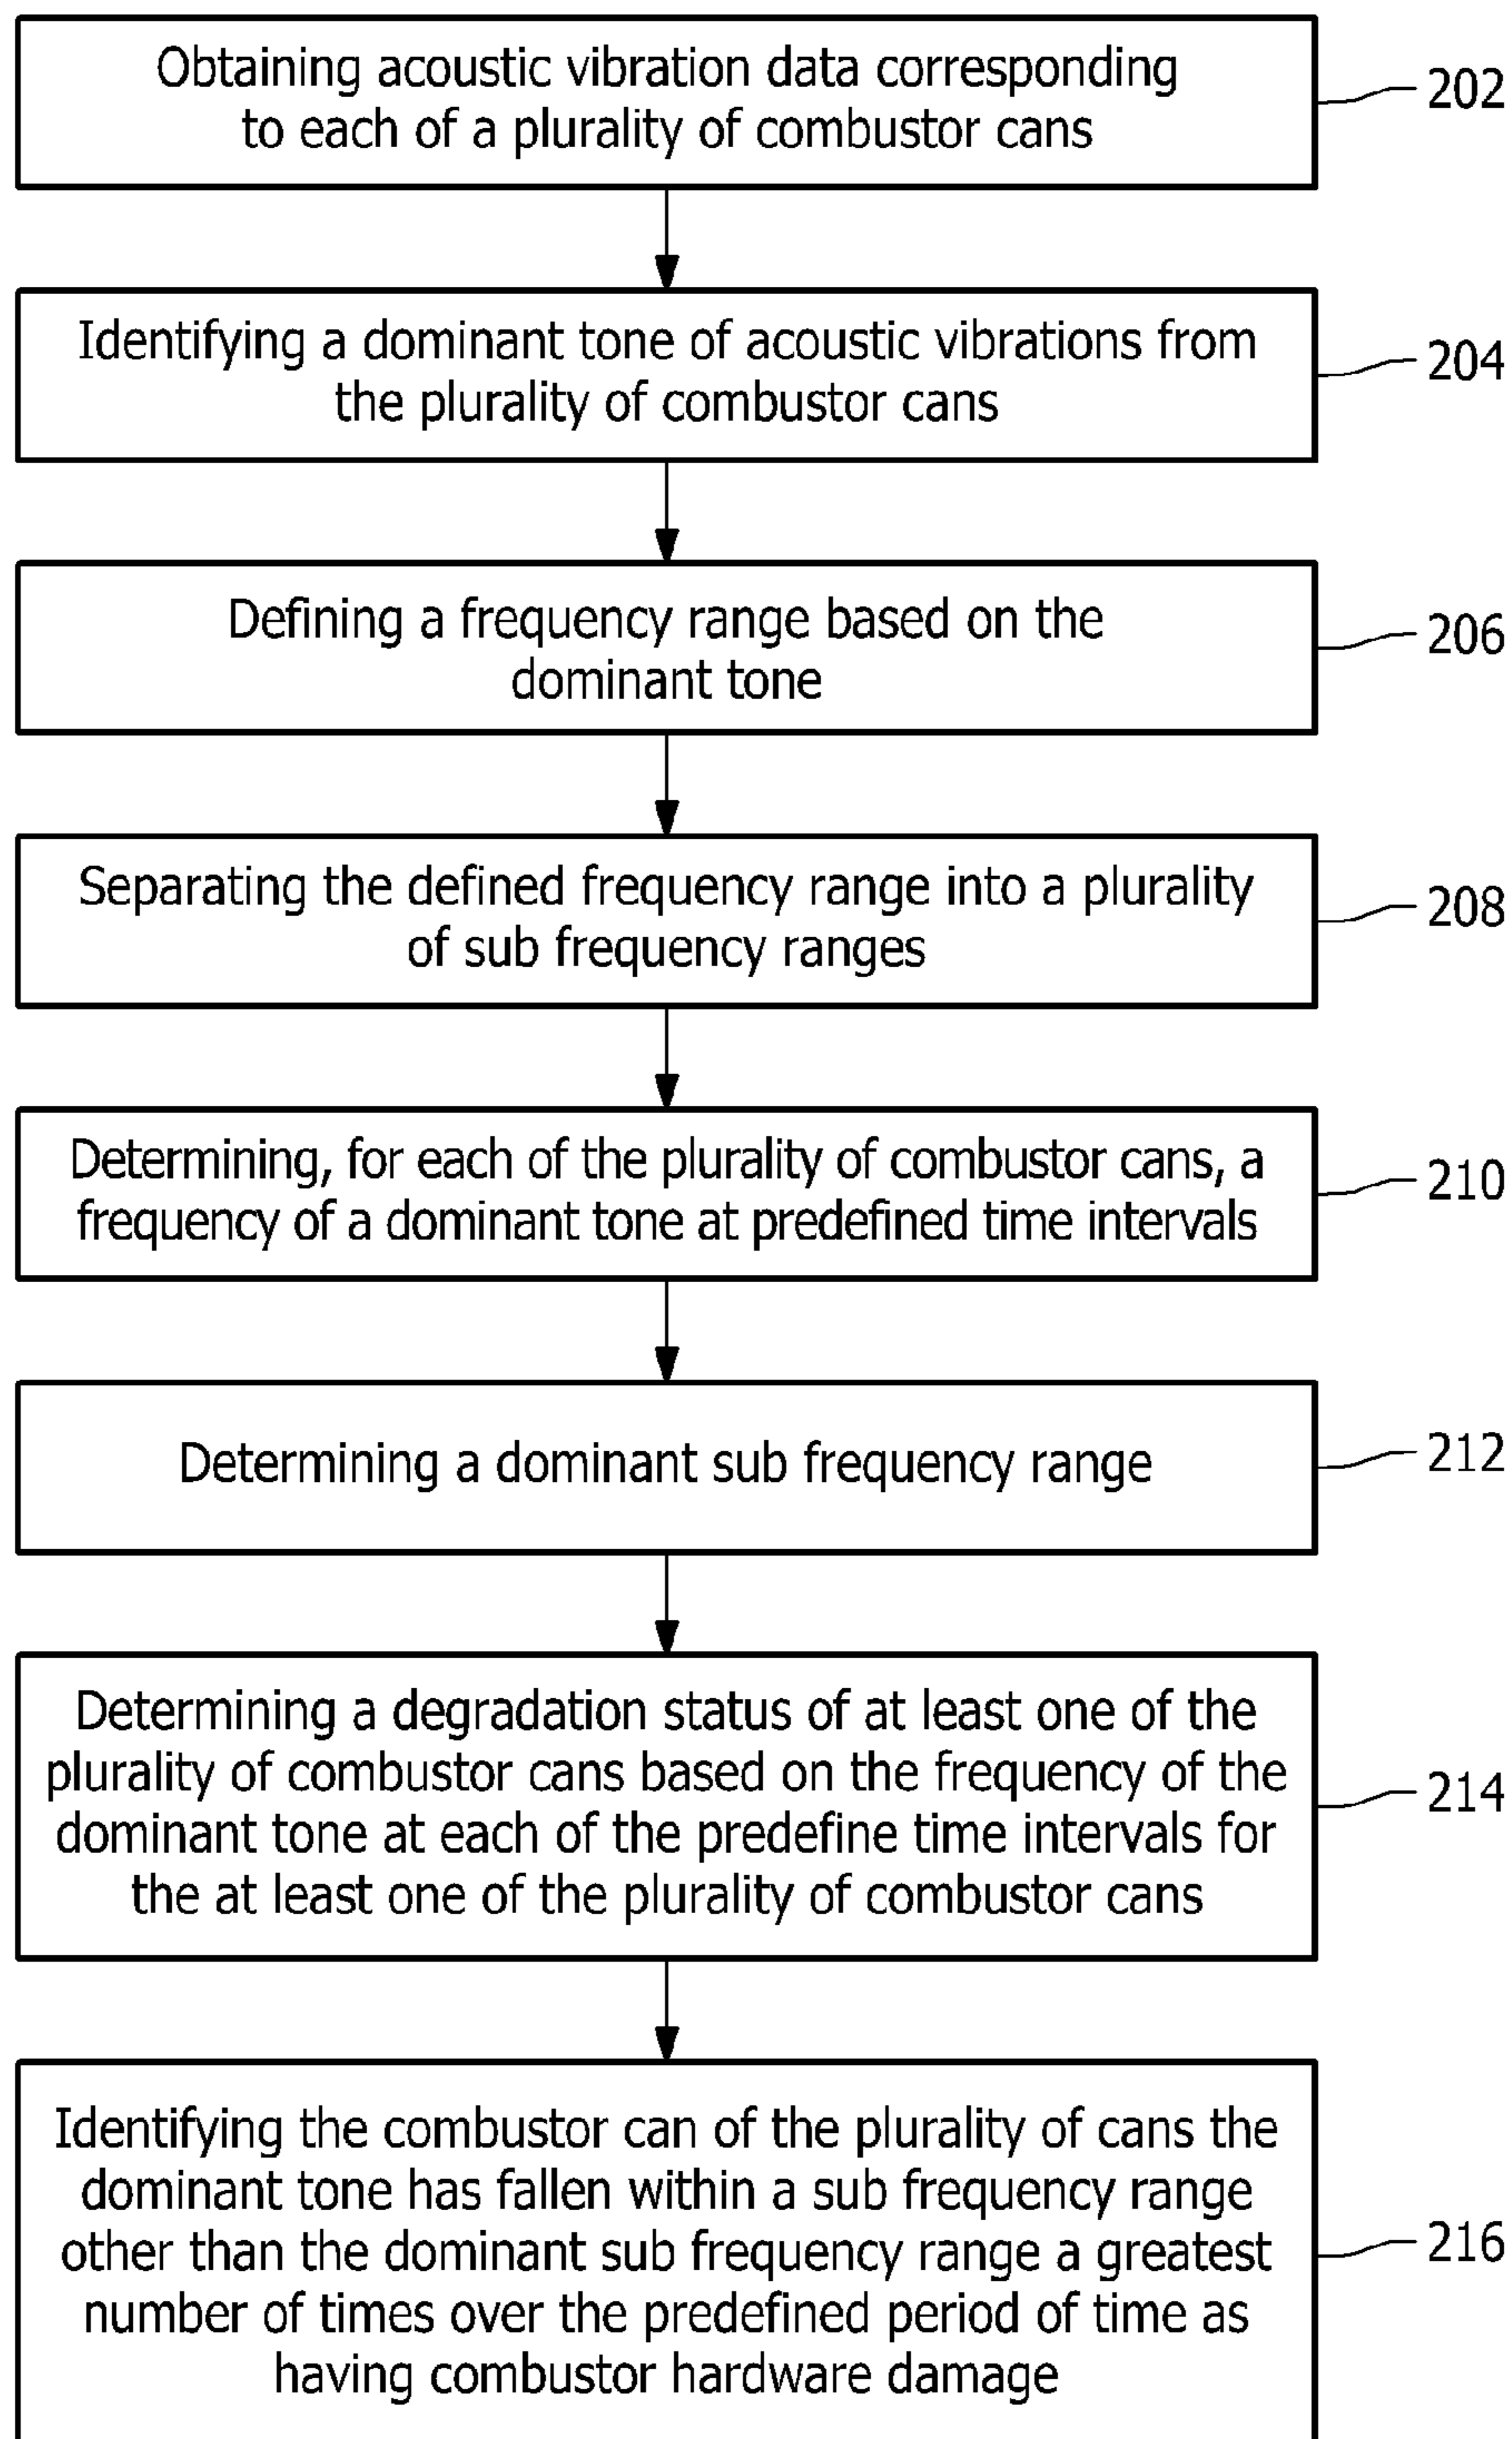 Obtaining acoustic vibration data corresponding
to each of a plurality of combustor cans
202
Identifying a dominant tone of acoustic vibrations from
the plurality of combustor cans
204
Defining a frequency range based on the
dominant tone
206
Separating the defined frequency range into a plurality
of sub frequency ranges
208
Determining, for each of the plurality of combustor cans, a
frequency of a dominant tone at predefined time intervals
210
Determining a dominant sub frequency range
212
Determining a degradation status of at least one of the
plurality of combustor cans based on the frequency of the
dominant tone at each of the predefine time intervals for
the at least one of the plurality of combustor cans
214
Identifying the combustor can of the plurality of cans the
dominant tone has fallen within a sub frequency range
other than the dominant sub frequency range a greatest
number of times over the predefined period of time as
having combustor hardware damage
216